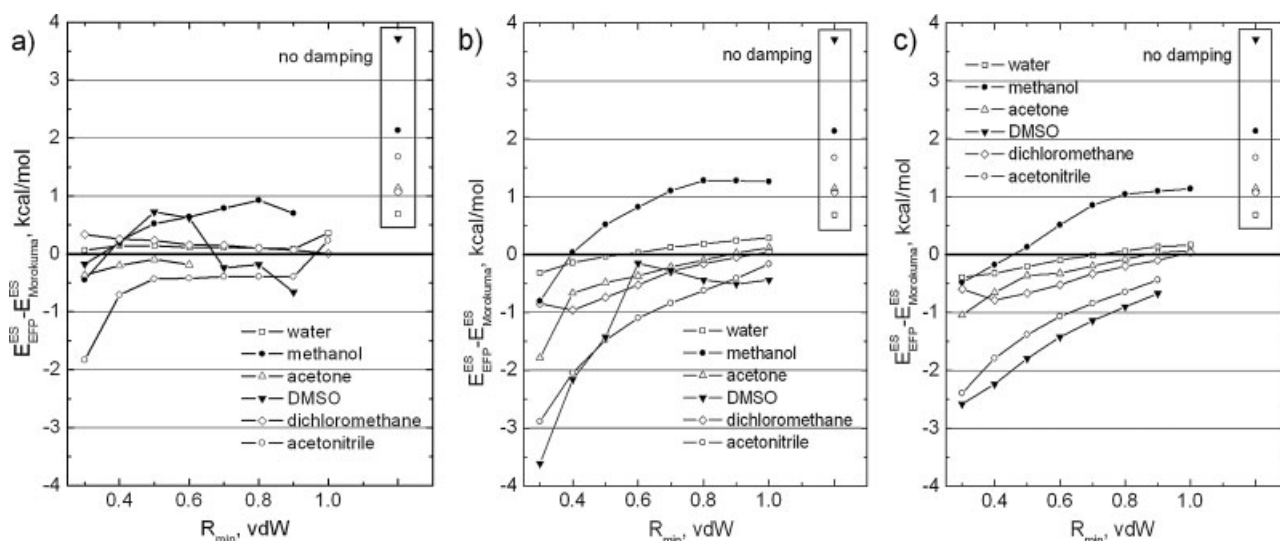 a)
4
3
2
1
0
-1
-2
-3
-4
E^ES_EFP-E^ES_Morokuma, kcal/mol
no damping
water
methanol
acetone
DMSO
dichloromethane
acetonitrile
0.4 0.6 0.8 1.0
R_min, vdW
b)
4
3
2
1
0
-1
-2
-3
-4
E^ES_EFP-E^ES_Morokuma, kcal/mol
no damping
water
methanol
acetone
DMSO
dichloromethane
acetonitrile
0.4 0.6 0.8 1.0
R_min, vdW
c)
4
3
2
1
0
-1
-2
-3
-4
E^ES_EFP-E^ES_Morokuma, kcal/mol
no damping
water
methanol
acetone
DMSO
dichloromethane
acetonitrile
0.4 0.6 0.8 1.0
R_min, vdW